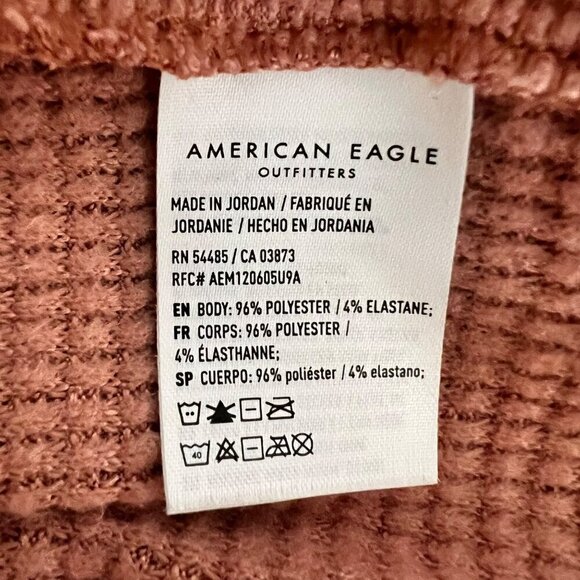 AMERICAN EAGLE
OUTFITTERS
MADE IN JORDAN / FABRIQUÉ EN
JORDANIE / HECHO EN JORDANIA
RN 54485 / CA 03873
RFC# AEM120605U9A
EN BODY: 96% POLYESTER / 4% ELASTANE;
FR CORPS: 96% POLYESTER /
4% ÉLASTHANNE;
SP CUERPO: 96% poliéster / 4% elastano;
40